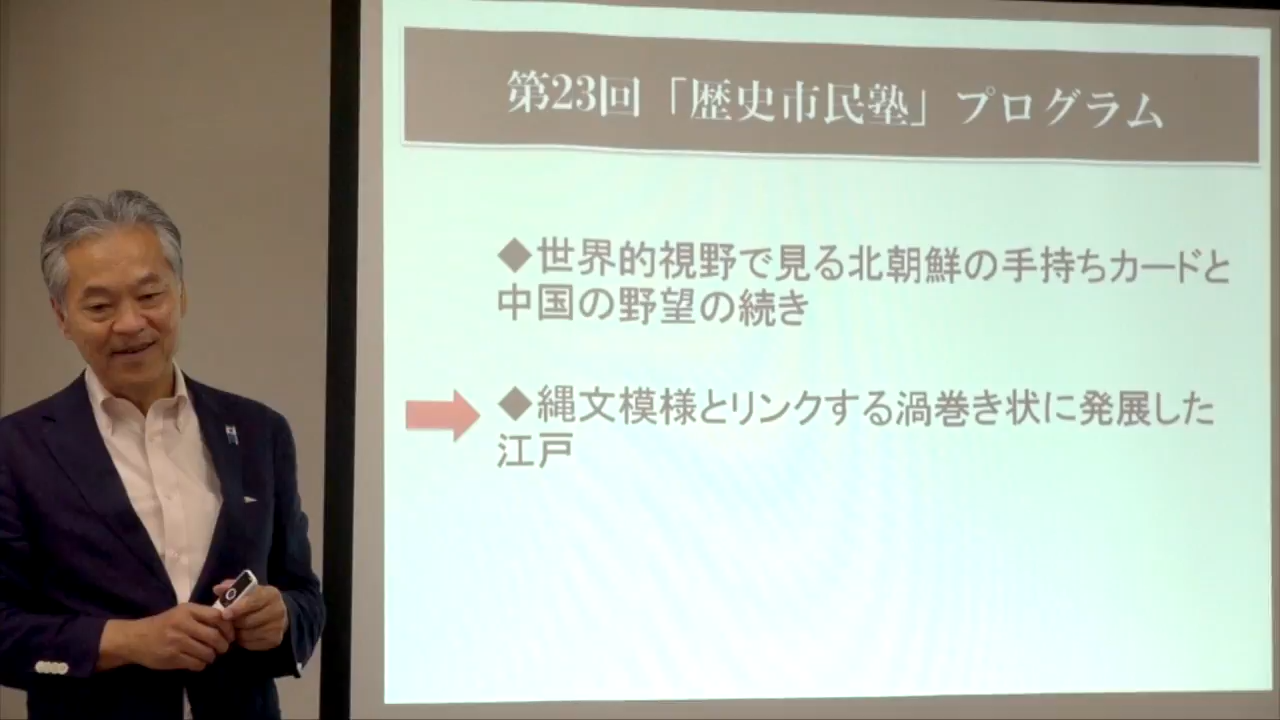 第23回「歴史市民塾」プログラム
◆世界的視野で見る北朝鮮の手持ちカードと
中国の野望の続き
◆縄文模様とリンクする渦巻き状に発展した
江戸